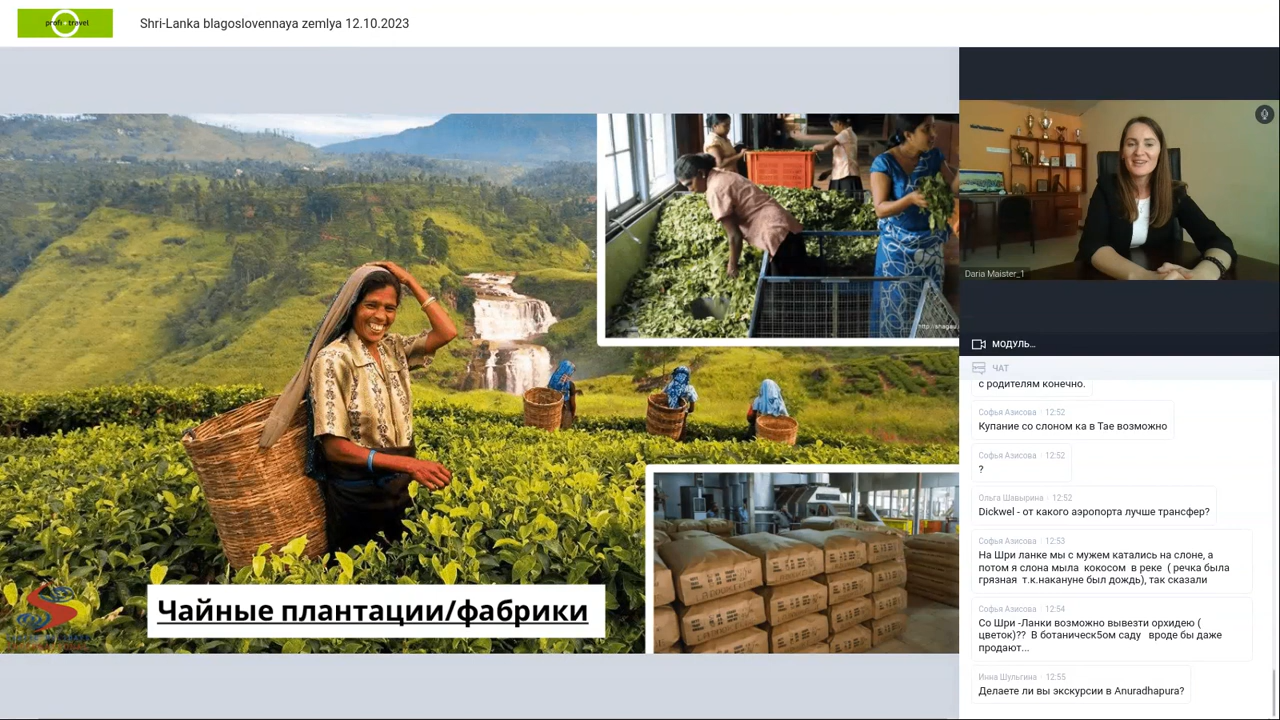 profi travel
Shri-Lanka blagoslovennaya zemlya 12.10.2023
http://shagau
Чайные плантации/фабрики
Daria Maister_1
МОДУЛЬ...
ЧАТ
с родителям конечно.
Софья Азисова · 12:52
Купание со слоном ка в Тае возможно
Софья Азисова · 12:52
?
Ольга Шавырина · 12:52
Dickwel - от какого аэропорта лучше трансфер?
Софья Азисова · 12:53
На Шри ланке мы с мужем катались на слоне, а
потом я слона мыла кокосом в реке ( речка была
грязная т.к.накануне был дождь), так сказали
Софья Азисова · 12:54
Со Шри -Ланки возможно вывезти орхидею (
цветок)?? В ботаническ5ом саду вроде бы даже
продают...
Инна Шульгина · 12:55
Делаете ли вы экскурсии в Anuradhapura?